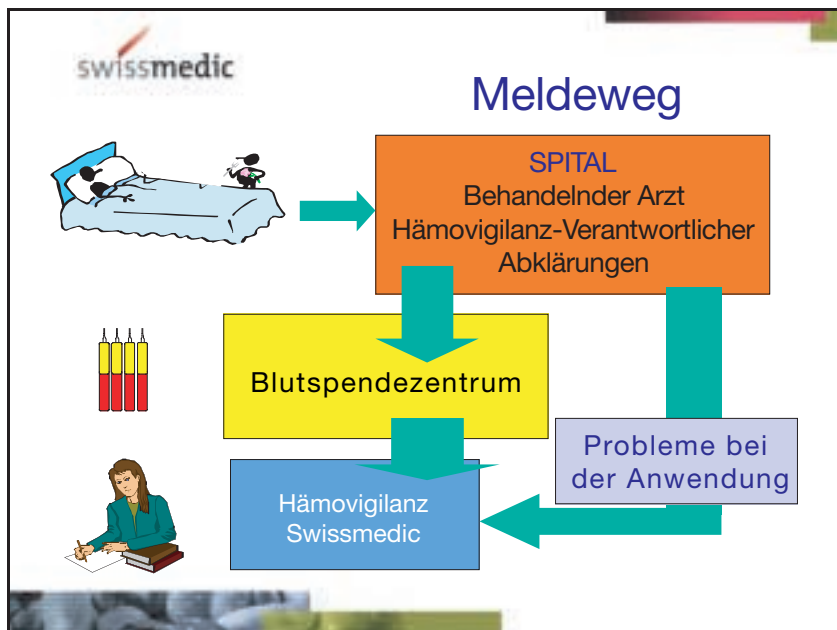 swissmedic
Meldeweg
SPITAL
Behandelnder Arzt
Hämovigilanz-Verantwortlicher
Abklärungen
Blutspendezentrum
Probleme bei
der Anwendung
Hämovigilanz
Swissmedic